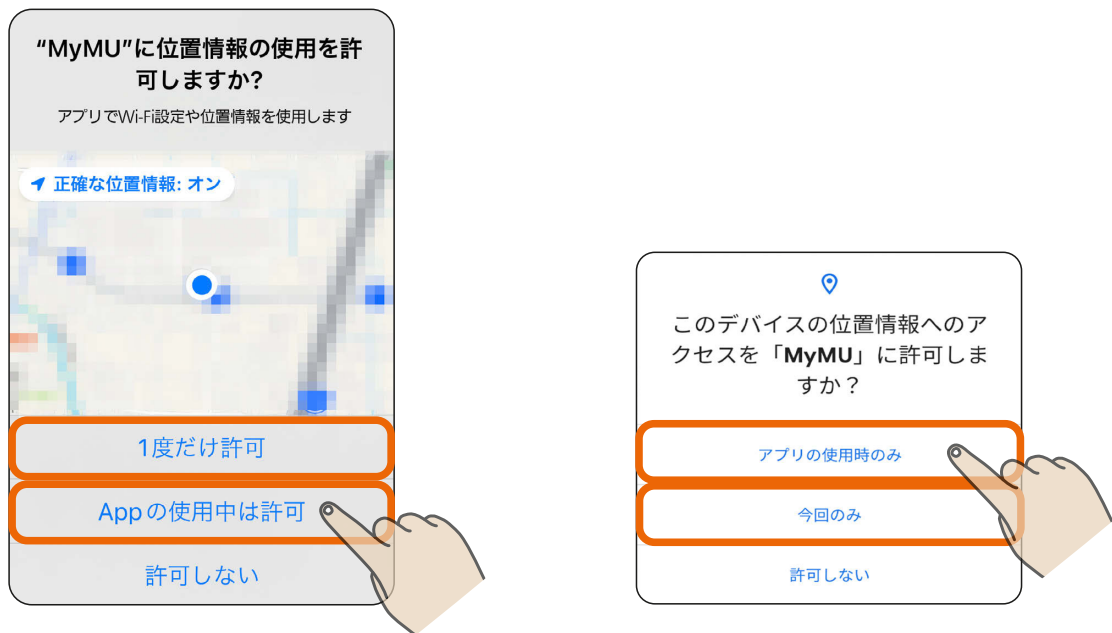 “MyMU”に位置情報の使用を許
可しますか?
アプリでWi-Fi設定や位置情報を使用します
正確な位置情報: オン
1度だけ許可
Appの使用中は許可
許可しない
このデバイスの位置情報へのア
クセスを「MyMU」に許可しま
すか？
アプリの使用時のみ
今回のみ
許可しない